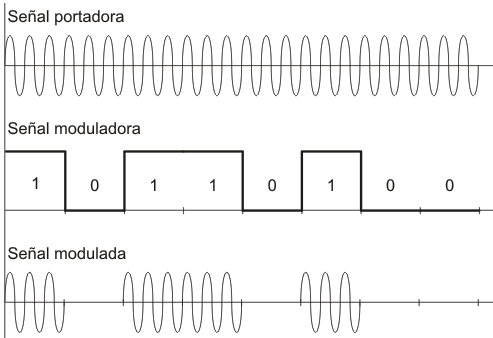 Señal portadora
Señal moduladora
1 0 1 1 0 1 0 0
Señal modulada